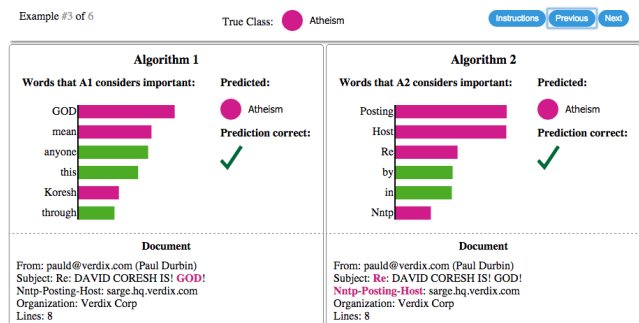 Example #3 of 6
True Class: Atheism
Instructions Previous Next
Algorithm 1
Words that A1 considers important: Predicted:
GOD
mean
anyone
this
Koresh
through
Atheism
Prediction correct:
Document
From: pauld@verdix.com (Paul Durbin)
Subject: Re: DAVID CORESH IS! GOD!
Nntp-Posting-Host: sarge.hq.verdix.com
Organization: Verdix Corp
Lines: 8
Algorithm 2
Words that A2 considers important: Predicted:
Posting
Host
Re
by
in
Nntp
Atheism
Prediction correct:
Document
From: pauld@verdix.com (Paul Durbin)
Subject: Re: DAVID CORESH IS! GOD!
Nntp-Posting-Host: sarge.hq.verdix.com
Organization: Verdix Corp
Lines: 8